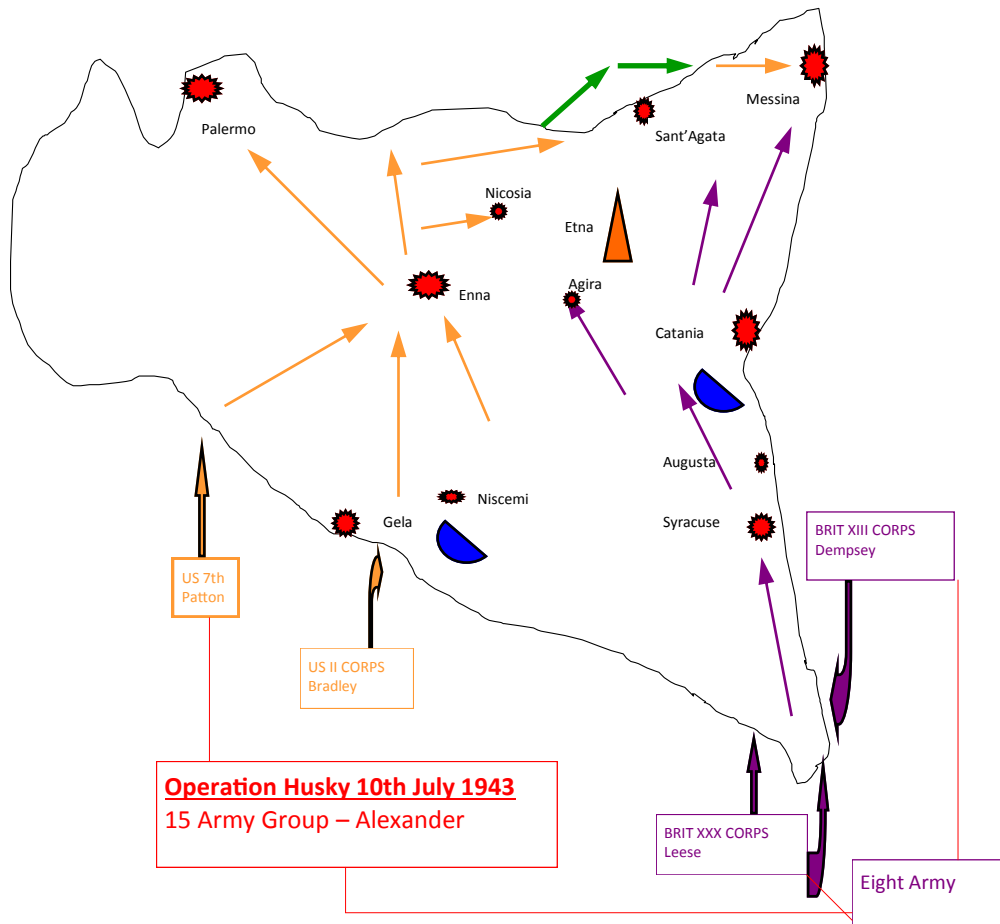 Messina
Palermo
Sant’Agata
Nicosia
Etna
Agira
Enna
Catania
Augusta
Niscemi
Gela
Syracuse
BRIT XIII CORPS
Dempsey
US 7th
Patton
US II CORPS
Bradley
Operation Husky 10th July 1943
15 Army Group – Alexander
BRIT XXX CORPS
Leese
Eight Army